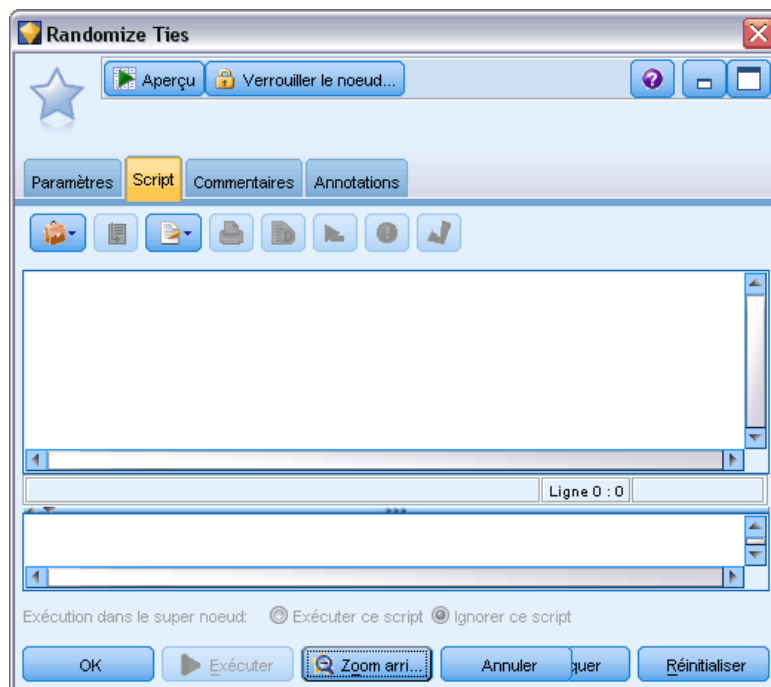 Randomize Ties
Aperçu Verrouiller le noeud...
Paramètres Script Commentaires Annotations
Ligne 0 : 0
Exécution dans le super noeud: Exécuter ce script Ignorer ce script
OK Exécuter Zoom arri... Annuler quer Réinitialiser